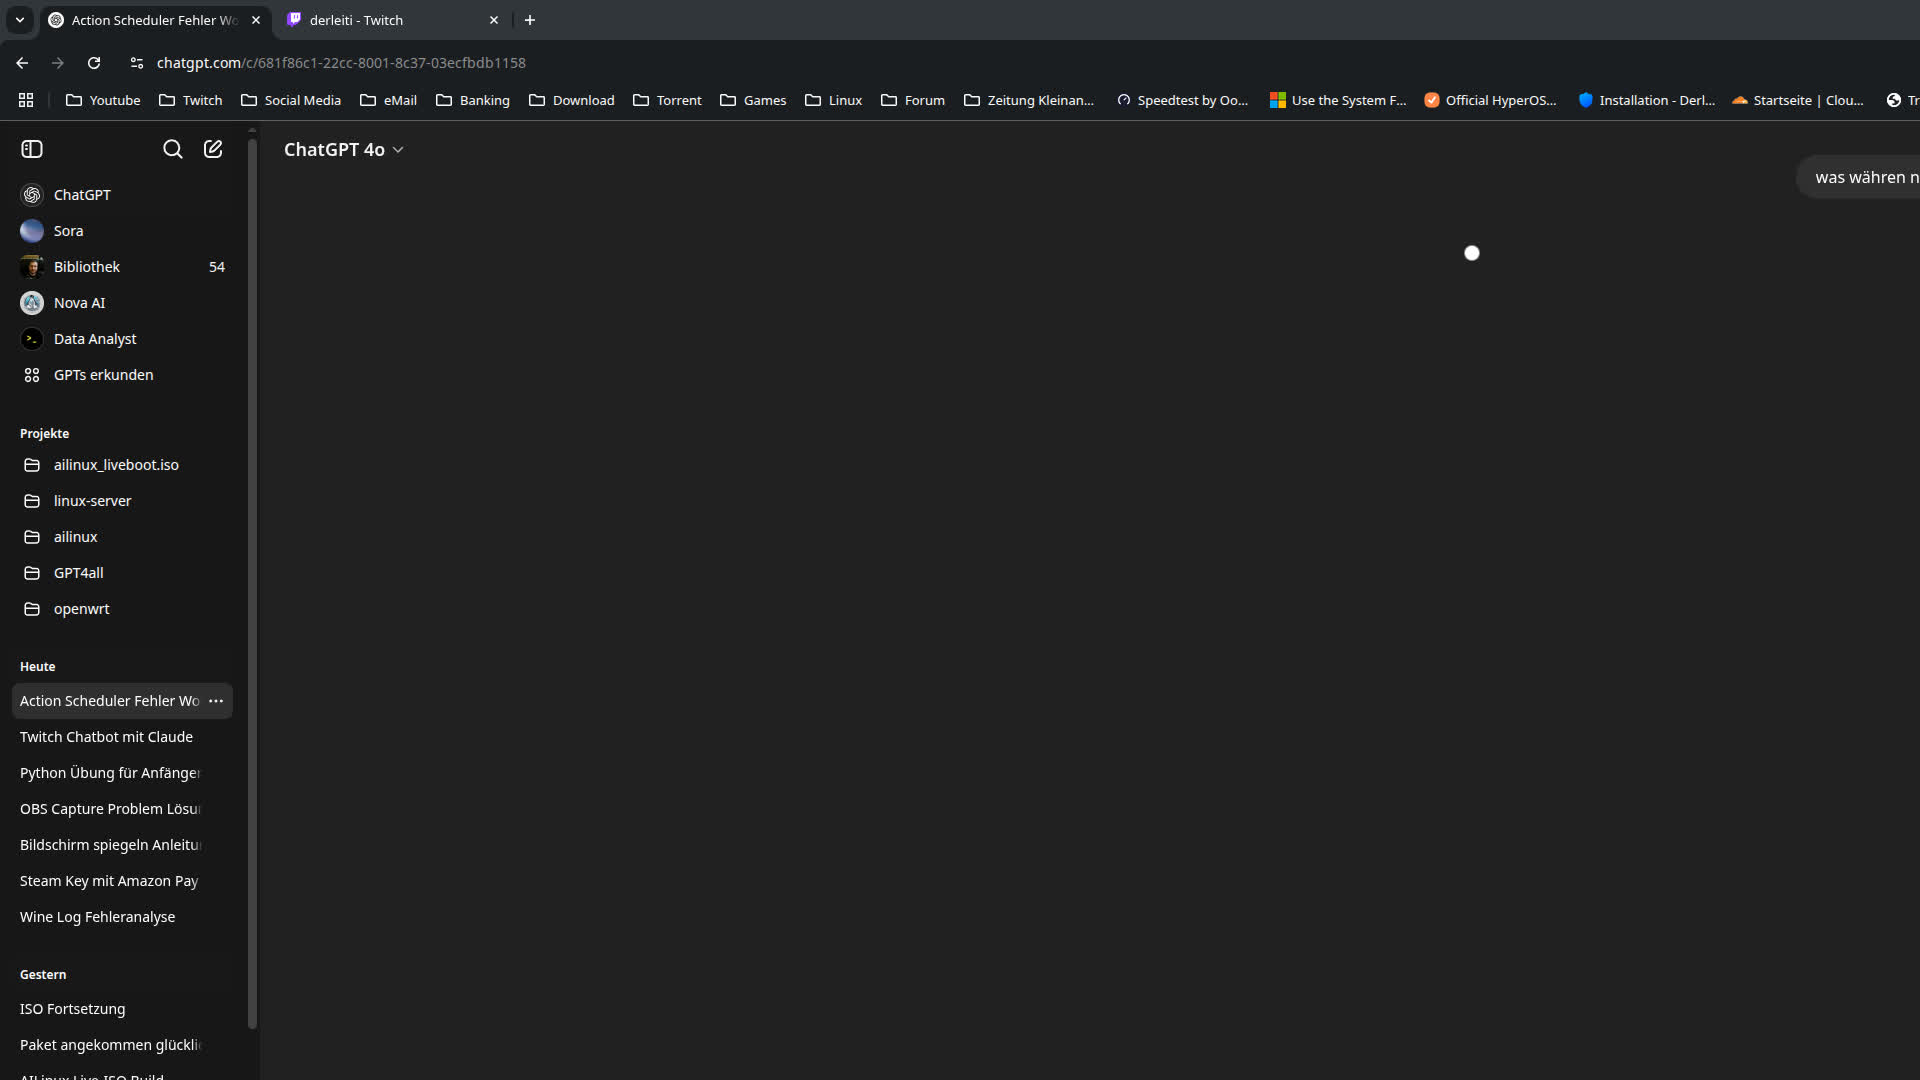 Action Scheduler Fehler Wo
derleiti - Twitch
chatgpt.com/c/681f86c1-22cc-8001-8c37-03ecfbdb1158
Youtube
Twitch
Social Media
eMail
Banking
Download
Torrent
Games
Linux
Forum
Zeitung Kleinan...
Speedtest by Oo...
Use the System F...
Official HyperOS...
Installation - Derl...
Startseite | Clou...
Tr
ChatGPT 4o
was währen n
ChatGPT
Sora
Bibliothek 54
Nova AI
Data Analyst
GPTs erkunden
Projekte
ailinux_liveboot.iso
linux-server
ailinux
GPT4all
openwrt
Heute
Action Scheduler Fehler Wo
Twitch Chatbot mit Claude
Python Übung für Anfänger
OBS Capture Problem Lösu
Bildschirm spiegeln Anleitu
Steam Key mit Amazon Pay
Wine Log Fehleranalyse
Gestern
ISO Fortsetzung
Paket angekommen glückli
AILinux Live ISO Build